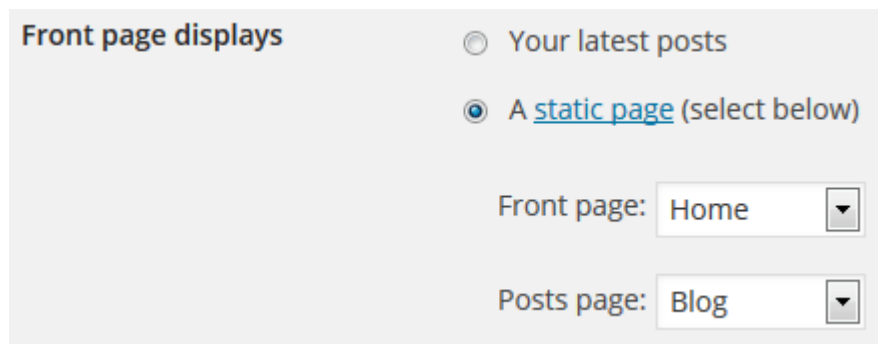 Front page displays
Your latest posts
A static page (select below)
Front page: Home
Posts page: Blog